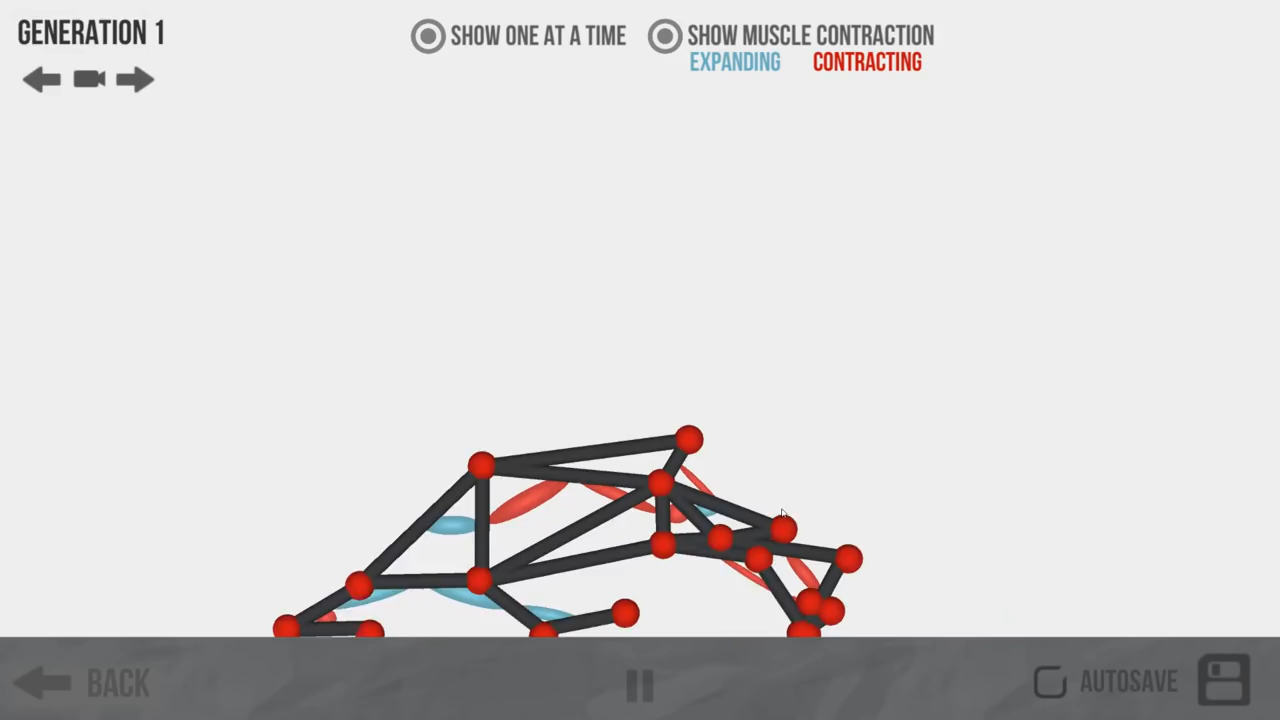 GENERATION 1
SHOW ONE AT A TIME
SHOW MUSCLE CONTRACTION
EXPANDING CONTRACTING
BACK
AUTOSAVE